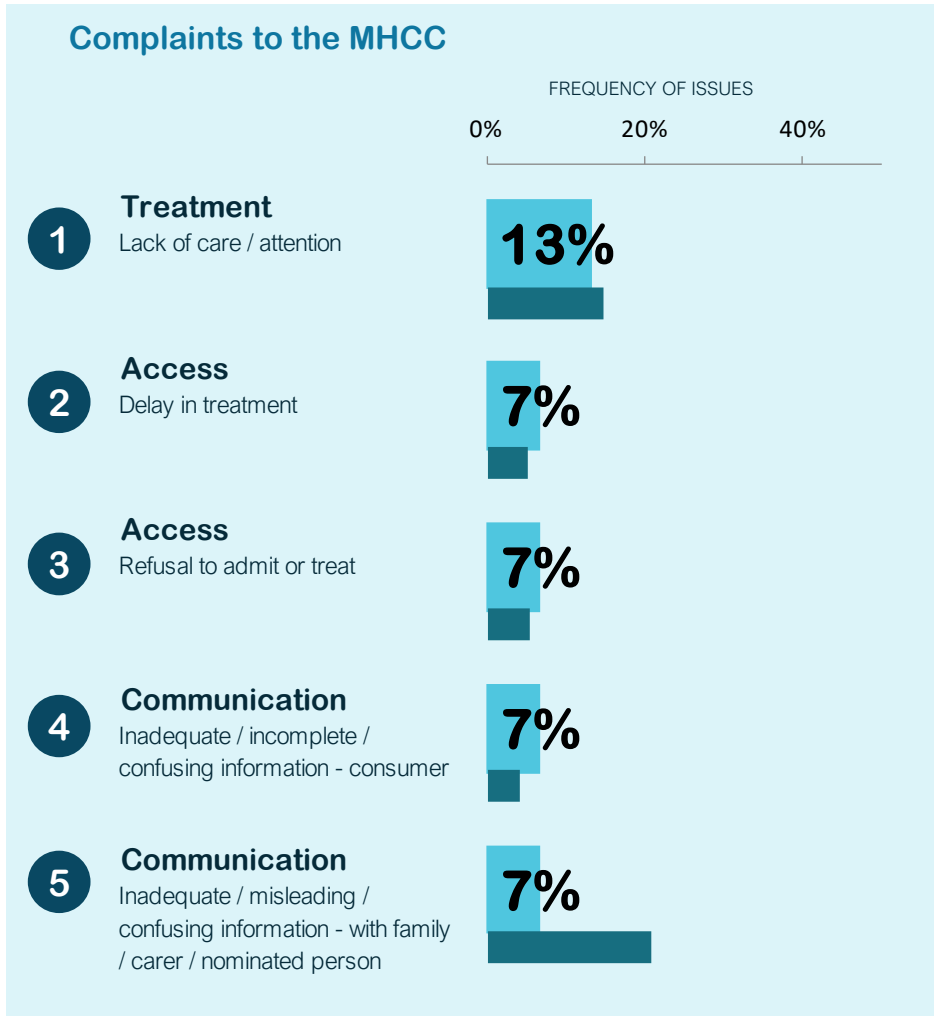 Complaints to the MHCC
FREQUENCY OF ISSUES
0% 20% 40%
1
Treatment
Lack of care / attention
13%
2
Access
Delay in treatment
7%
3
Access
Refusal to admit or treat
7%
4
Communication
Inadequate / incomplete /
confusing information - consumer
7%
5
Communication
Inadequate / misleading /
confusing information - with family
/ carer / nominated person
7%